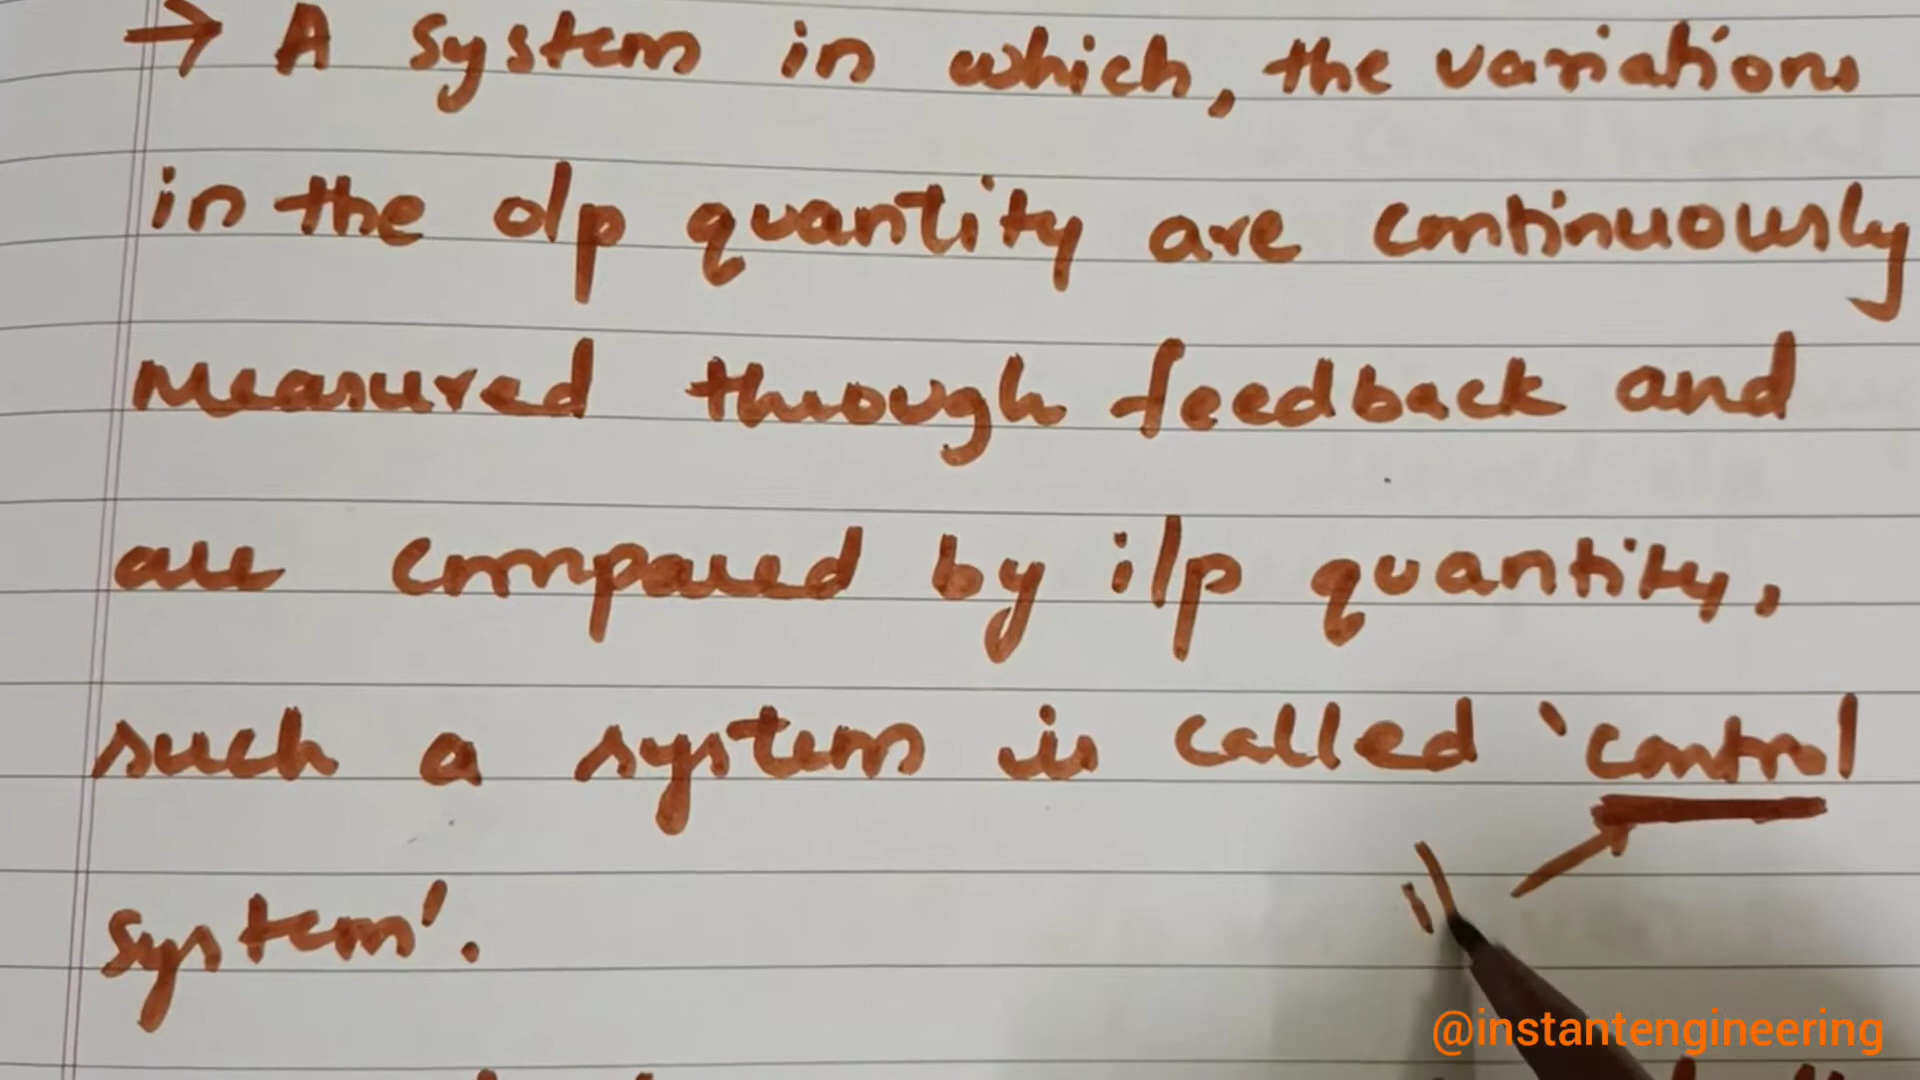 → A system in which, the variations
in the o/p quantity are continuously
measured through feedback and
are compared by i/p quantity,
such a system is called 'control
system'.
@instantengineering